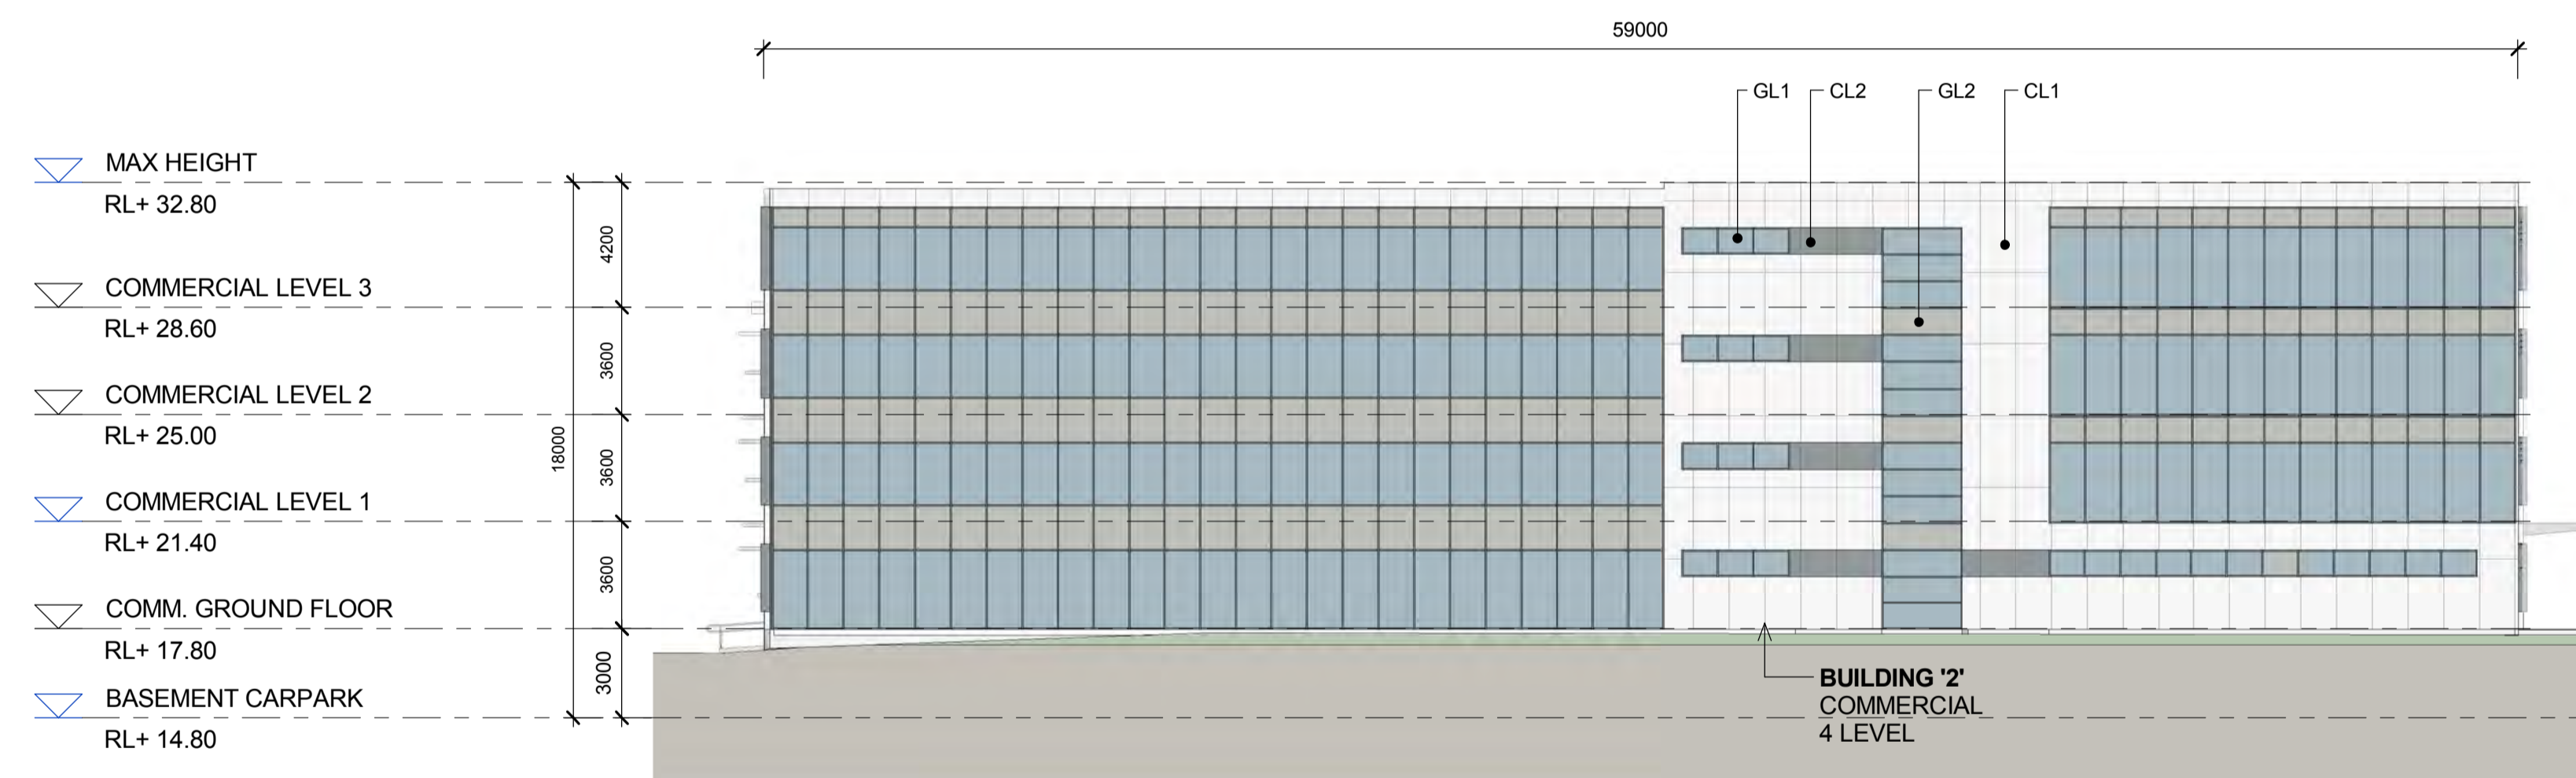 59000
GL1
CL2
GL2
CL1
MAX HEIGHT
RL+ 32.80
4200
COMMERCIAL LEVEL 3
RL+ 28.60
3600
COMMERCIAL LEVEL 2
RL+ 25.00
18000
3600
COMMERCIAL LEVEL 1
RL+ 21.40
3600
COMM. GROUND FLOOR
RL+ 17.80
3000
BASEMENT CARPARK
RL+ 14.80
BUILDING '2'
COMMERCIAL
4 LEVEL